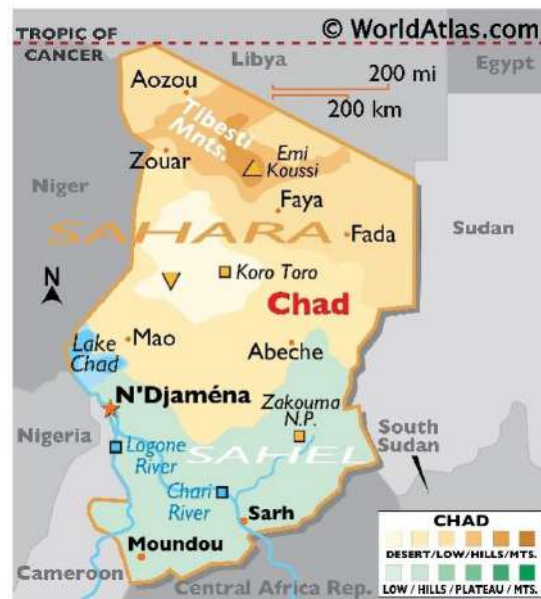 © WorldAtlas.com
TROPIC OF
CANCER
Libya
Egypt
200 mi
200 km
Aozou
Tibesti
Mnts.
Zouar
Emi
Koussi
Niger
Faya
SAHARA
Fada
Sudan
N
Koro Toro
Chad
Lake
Chad
Mao
Abeche
N'Djaména
Zakouma
N.P.
South
Sudan
Nigeria
Logone
River
SAHEL
Chari
River
Sarh
Moundou
Cameroon
Central Africa Rep.
CHAD
DESERT/LOW/HILLS/MTS.
LOW / HILLS / PLATEAU / MTS.